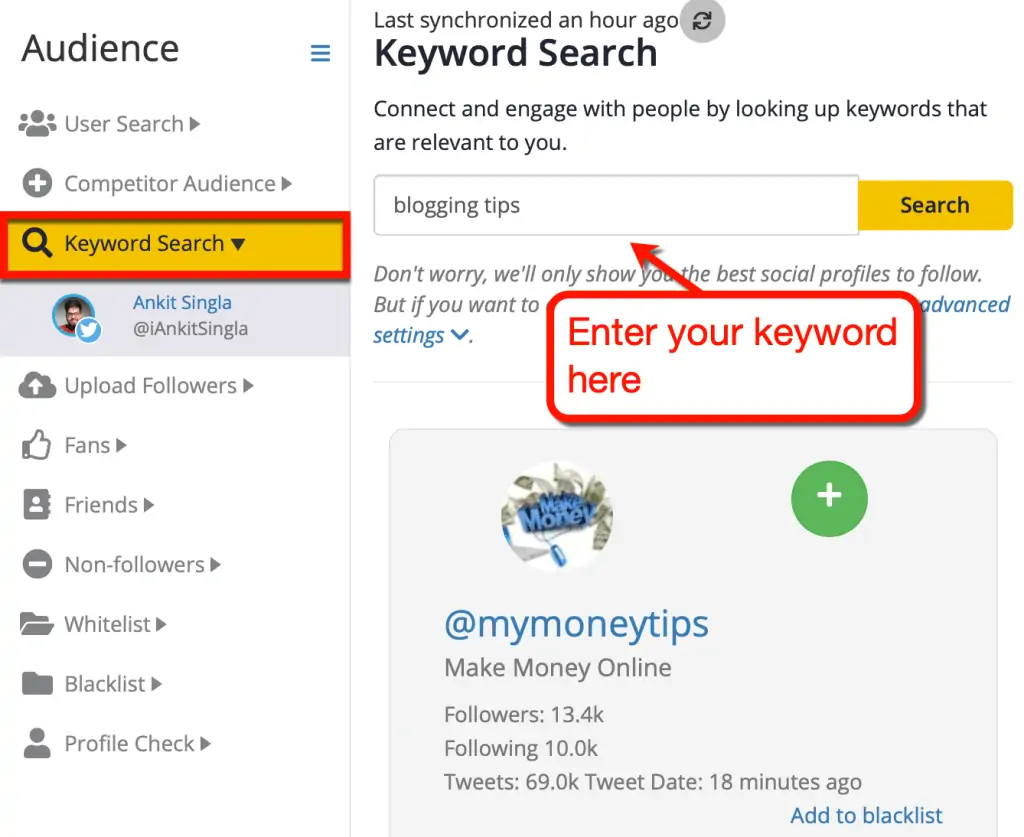 Audience
User Search
Competitor Audience
Keyword Search
Ankit Singla
@iAnkitSingla
Upload Followers
Fans
Friends
Non-followers
Whitelist
Blacklist
Profile Check
Last synchronized an hour ago
Keyword Search
Connect and engage with people by looking up keywords that
are relevant to you.
blogging tips
Search
Don't worry, we'll only show you the best social profiles to follow.
But if you want to advanced
settings .
Enter your keyword
here
Make
Money
@mymoneytips
Make Money Online
Followers: 13.4k
Following 10.0k
Tweets: 69.0k Tweet Date: 18 minutes ago
Add to blacklist